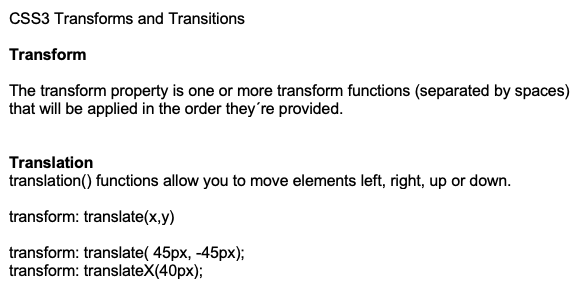 CSS3 Transforms and Transitions
Transform
The transform property is one or more transform functions (separated by spaces)
that will be applied in the order they´re provided.
Translation
translation() functions allow you to move elements left, right, up or down.
transform: translate(x,y)
transform: translate( 45px, -45px);
transform: translateX(40px);